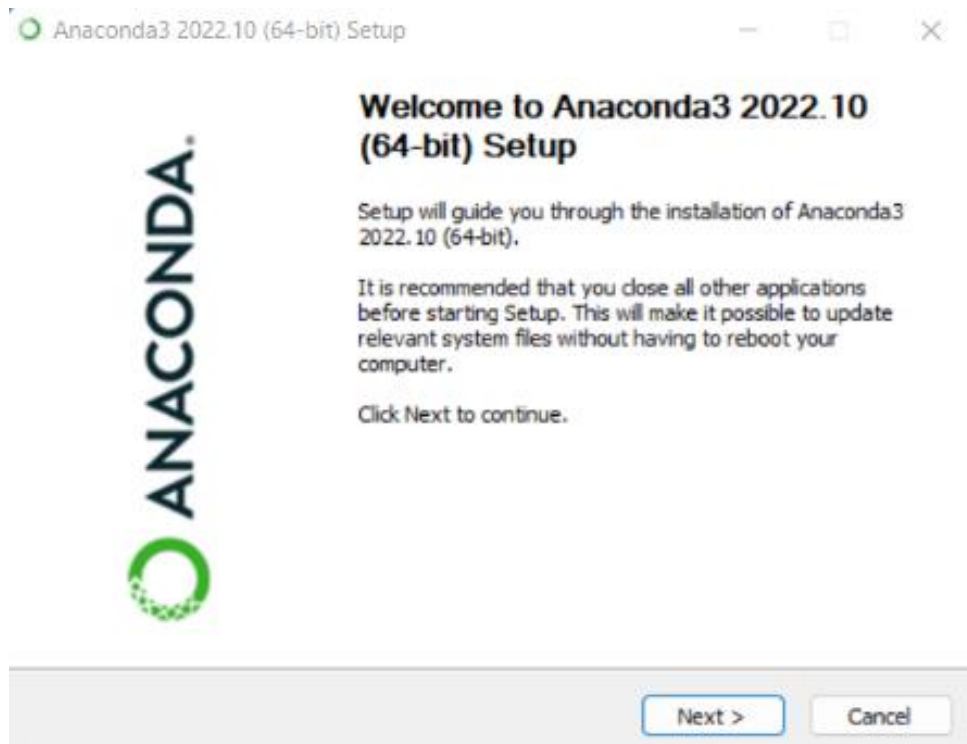 Anaconda3 2022.10 (64-bit) Setup
Welcome to Anaconda3 2022.10
(64-bit) Setup
ANACONDA.
Setup will guide you through the installation of Anaconda3
2022.10 (64-bit).
It is recommended that you close all other applications
before starting Setup. This will make it possible to update
relevant system files without having to reboot your
computer.
Click Next to continue.
Next >
Cancel